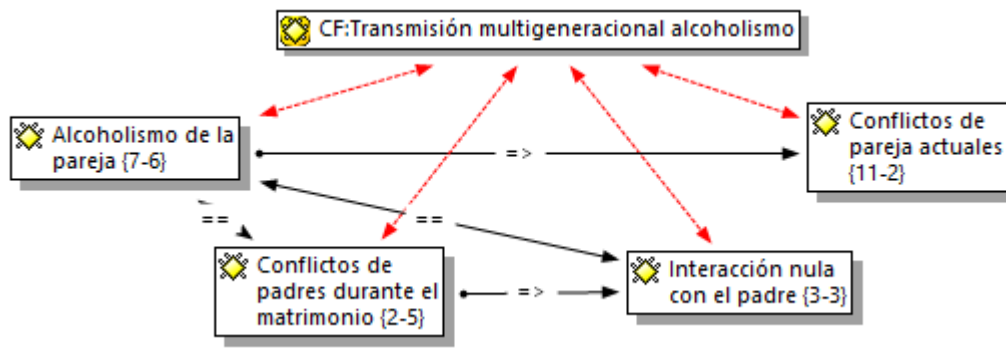 CF:Transmisión multigeneracional alcoholismo
Alcoholismo de la
pareja {7-6}
=>
Conflictos de
pareja actuales
{11-2}
==
==
Conflictos de
padres durante el
matrimonio {2-5}
=>
Interacción nula
con el padre {3-3}